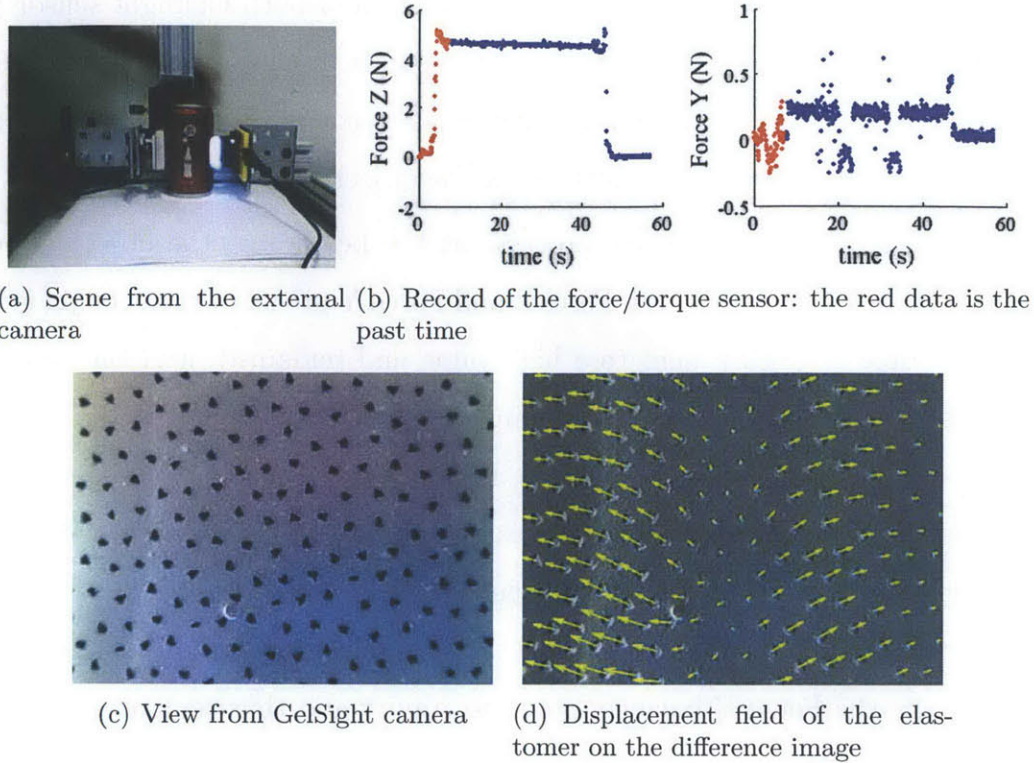 6
4
2
0
-2
Force Z (N)
0 20 40 60
time (s)
1
0.5
0
-0.5
Force Y (N)
0 20 40 60
time (s)
(a) Scene from the external camera
(b) Record of the force/torque sensor: the red data is the past time
(c) View from GelSight camera
(d) Displacement field of the elas-
tomer on the difference image